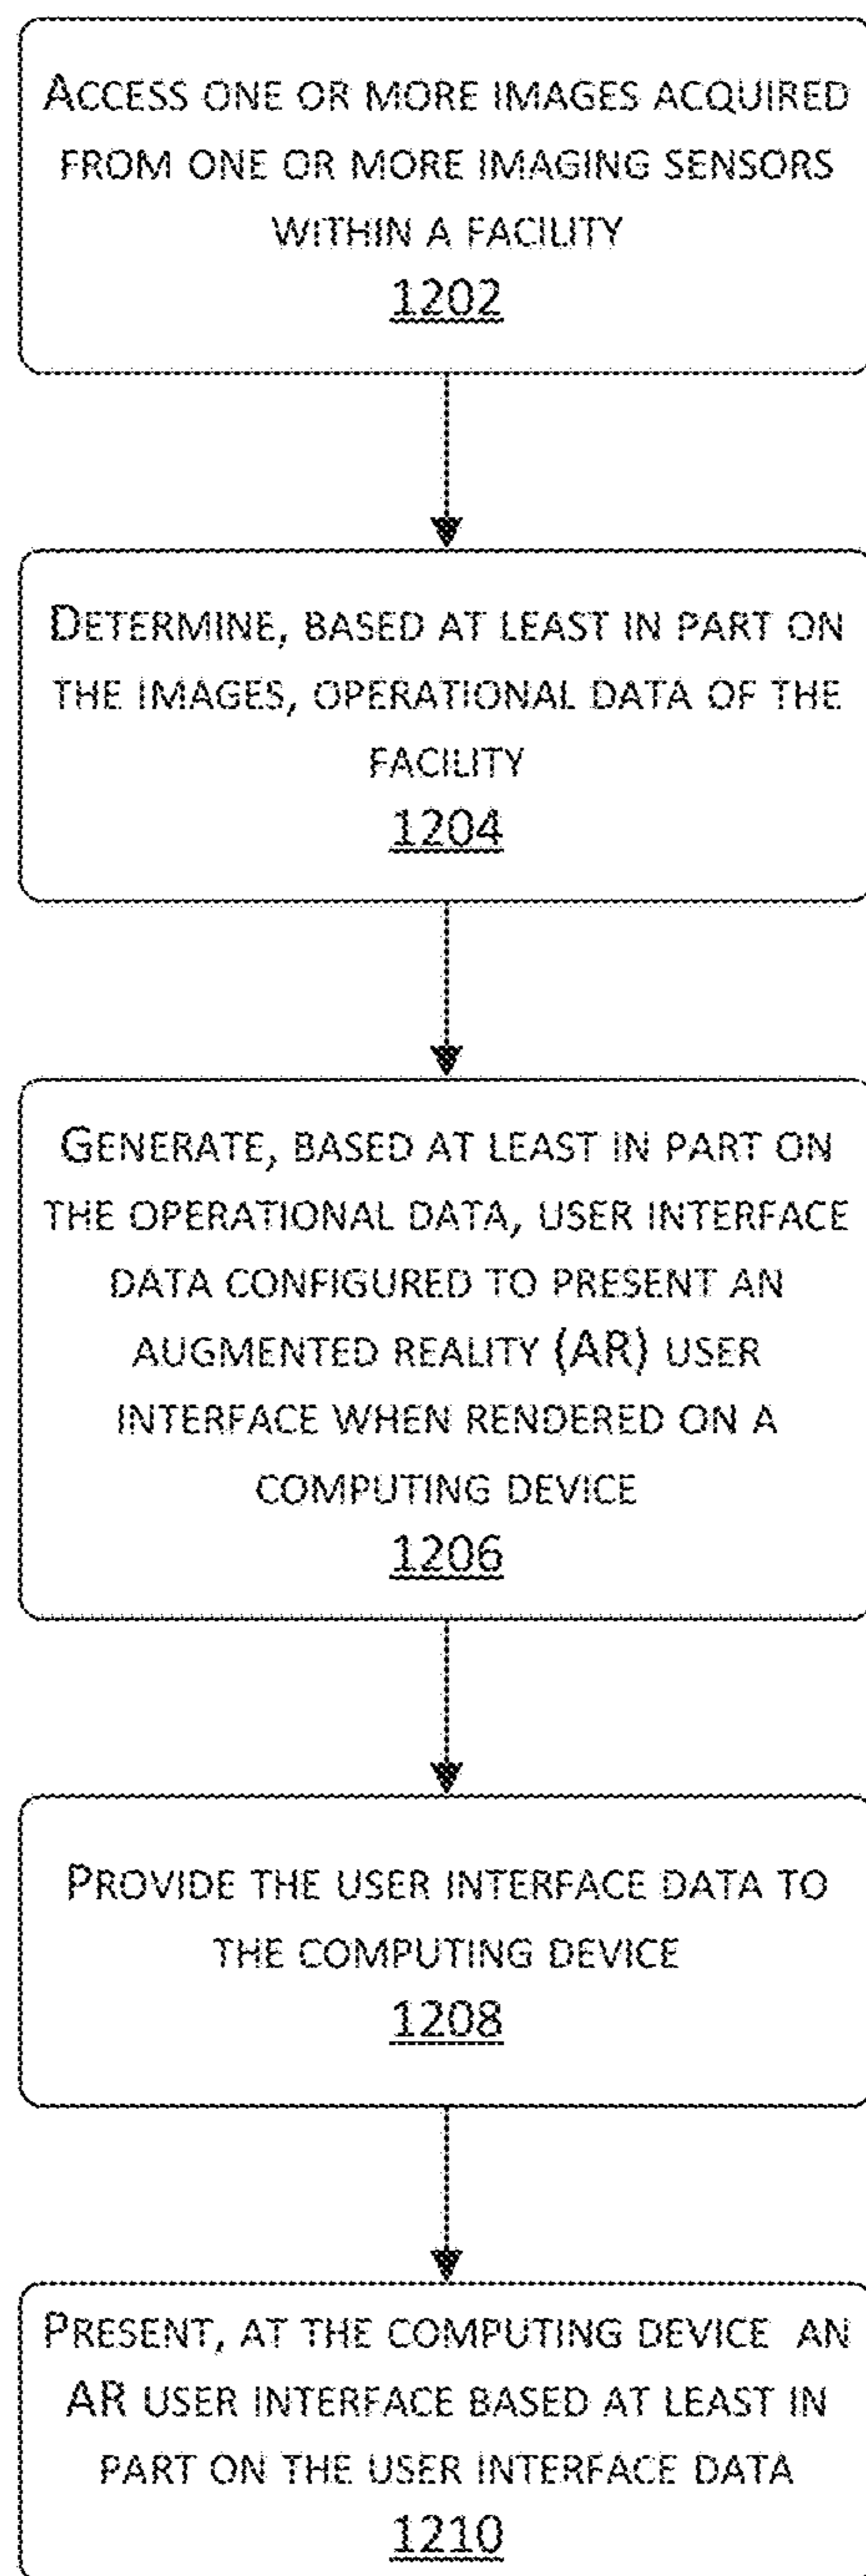 ACCESS ONE OR MORE IMAGES ACQUIRED
FROM ONE OR MORE IMAGING SENSORS
WITHIN A FACILITY
1202
DETERMINE, BASED AT LEAST IN PART ON
THE IMAGES, OPERATIONAL DATA OF THE
FACILITY
1204
GENERATE, BASED AT LEAST IN PART ON
THE OPERATIONAL DATA, USER INTERFACE
DATA CONFIGURED TO PRESENT AN
AUGMENTED REALITY (AR) USER
INTERFACE WHEN RENDERED ON A
COMPUTING DEVICE
1206
PROVIDE THE USER INTERFACE DATA TO
THE COMPUTING DEVICE
1208
PRESENT, AT THE COMPUTING DEVICE AN
AR USER INTERFACE BASED AT LEAST IN
PART ON THE USER INTERFACE DATA
1210